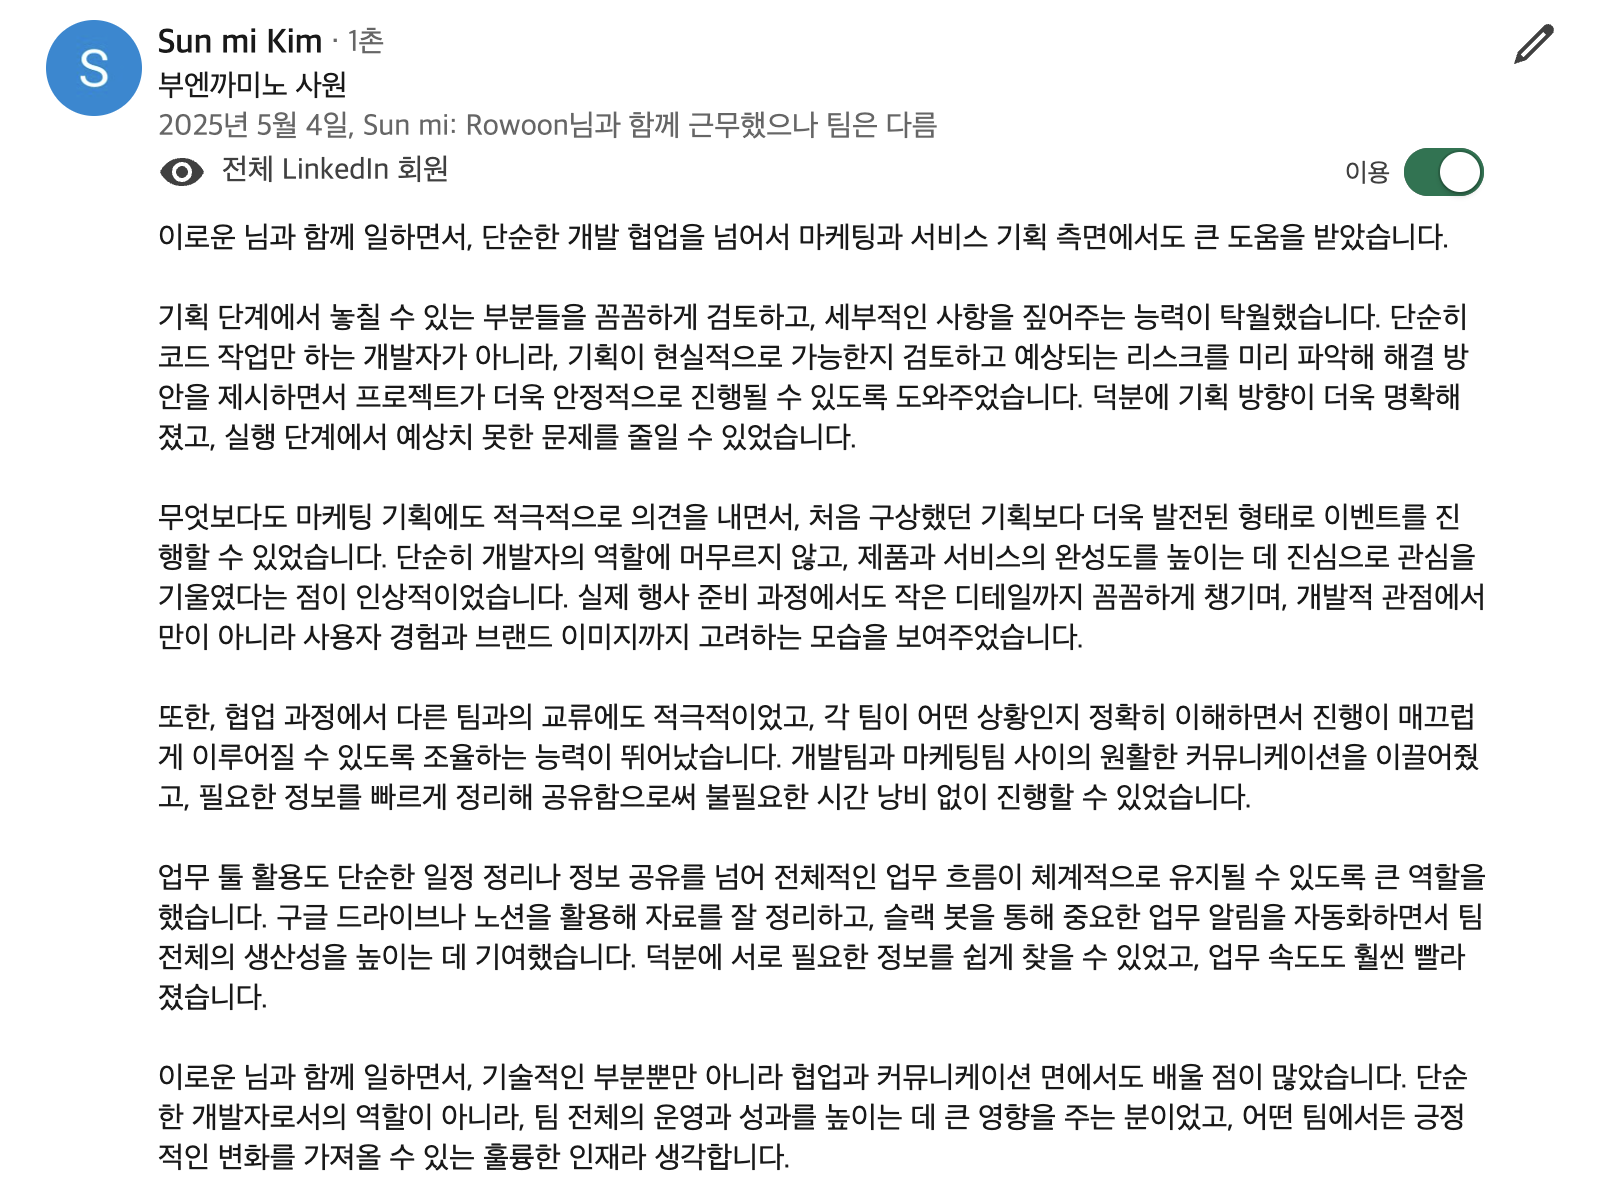 S
Sun mi Kim · 1촌
부엔까미노 사원
2025년 5월 4일, Sun mi: Rowoon님과 함께 근무했으나 팀은 다름
전체 LinkedIn 회원
이용
이로운 님과 함께 일하면서, 단순한 개발 협업을 넘어서 마케팅과 서비스 기획 측면에서도 큰 도움을 받았습니다.
기획 단계에서 놓칠 수 있는 부분들을 꼼꼼하게 검토하고, 세부적인 사항을 짚어주는 능력이 탁월했습니다. 단순히
코드 작업만 하는 개발자가 아니라, 기획이 현실적으로 가능한지 검토하고 예상되는 리스크를 미리 파악해 해결 방
안을 제시하면서 프로젝트가 더욱 안정적으로 진행될 수 있도록 도와주었습니다. 덕분에 기획 방향이 더욱 명확해
졌고, 실행 단계에서 예상치 못한 문제를 줄일 수 있었습니다.
무엇보다도 마케팅 기획에도 적극적으로 의견을 내면서, 처음 구상했던 기획보다 더욱 발전된 형태로 이벤트를 진
행할 수 있었습니다. 단순히 개발자의 역할에 머무르지 않고, 제품과 서비스의 완성도를 높이는 데 진심으로 관심을
기울였다는 점이 인상적이었습니다. 실제 행사 준비 과정에서도 작은 디테일까지 꼼꼼하게 챙기며, 개발적 관점에서
만이 아니라 사용자 경험과 브랜드 이미지까지 고려하는 모습을 보여주었습니다.
또한, 협업 과정에서 다른 팀과의 교류에도 적극적이었고, 각 팀이 어떤 상황인지 정확히 이해하면서 진행이 매끄럽
게 이루어질 수 있도록 조율하는 능력이 뛰어났습니다. 개발팀과 마케팅팀 사이의 원활한 커뮤니케이션을 이끌어줬
고, 필요한 정보를 빠르게 정리해 공유함으로써 불필요한 시간 낭비 없이 진행할 수 있었습니다.
업무 툴 활용도 단순한 일정 정리나 정보 공유를 넘어 전체적인 업무 흐름이 체계적으로 유지될 수 있도록 큰 역할을
했습니다. 구글 드라이브나 노션을 활용해 자료를 잘 정리하고, 슬랙 봇을 통해 중요한 업무 알림을 자동화하면서 팀
전체의 생산성을 높이는 데 기여했습니다. 덕분에 서로 필요한 정보를 쉽게 찾을 수 있었고, 업무 속도도 훨씬 빨라
졌습니다.
이로운 님과 함께 일하면서, 기술적인 부분뿐만 아니라 협업과 커뮤니케이션 면에서도 배울 점이 많았습니다. 단순
한 개발자로서의 역할이 아니라, 팀 전체의 운영과 성과를 높이는 데 큰 영향을 주는 분이었고, 어떤 팀에서든 긍정
적인 변화를 가져올 수 있는 훌륭한 인재라 생각합니다.